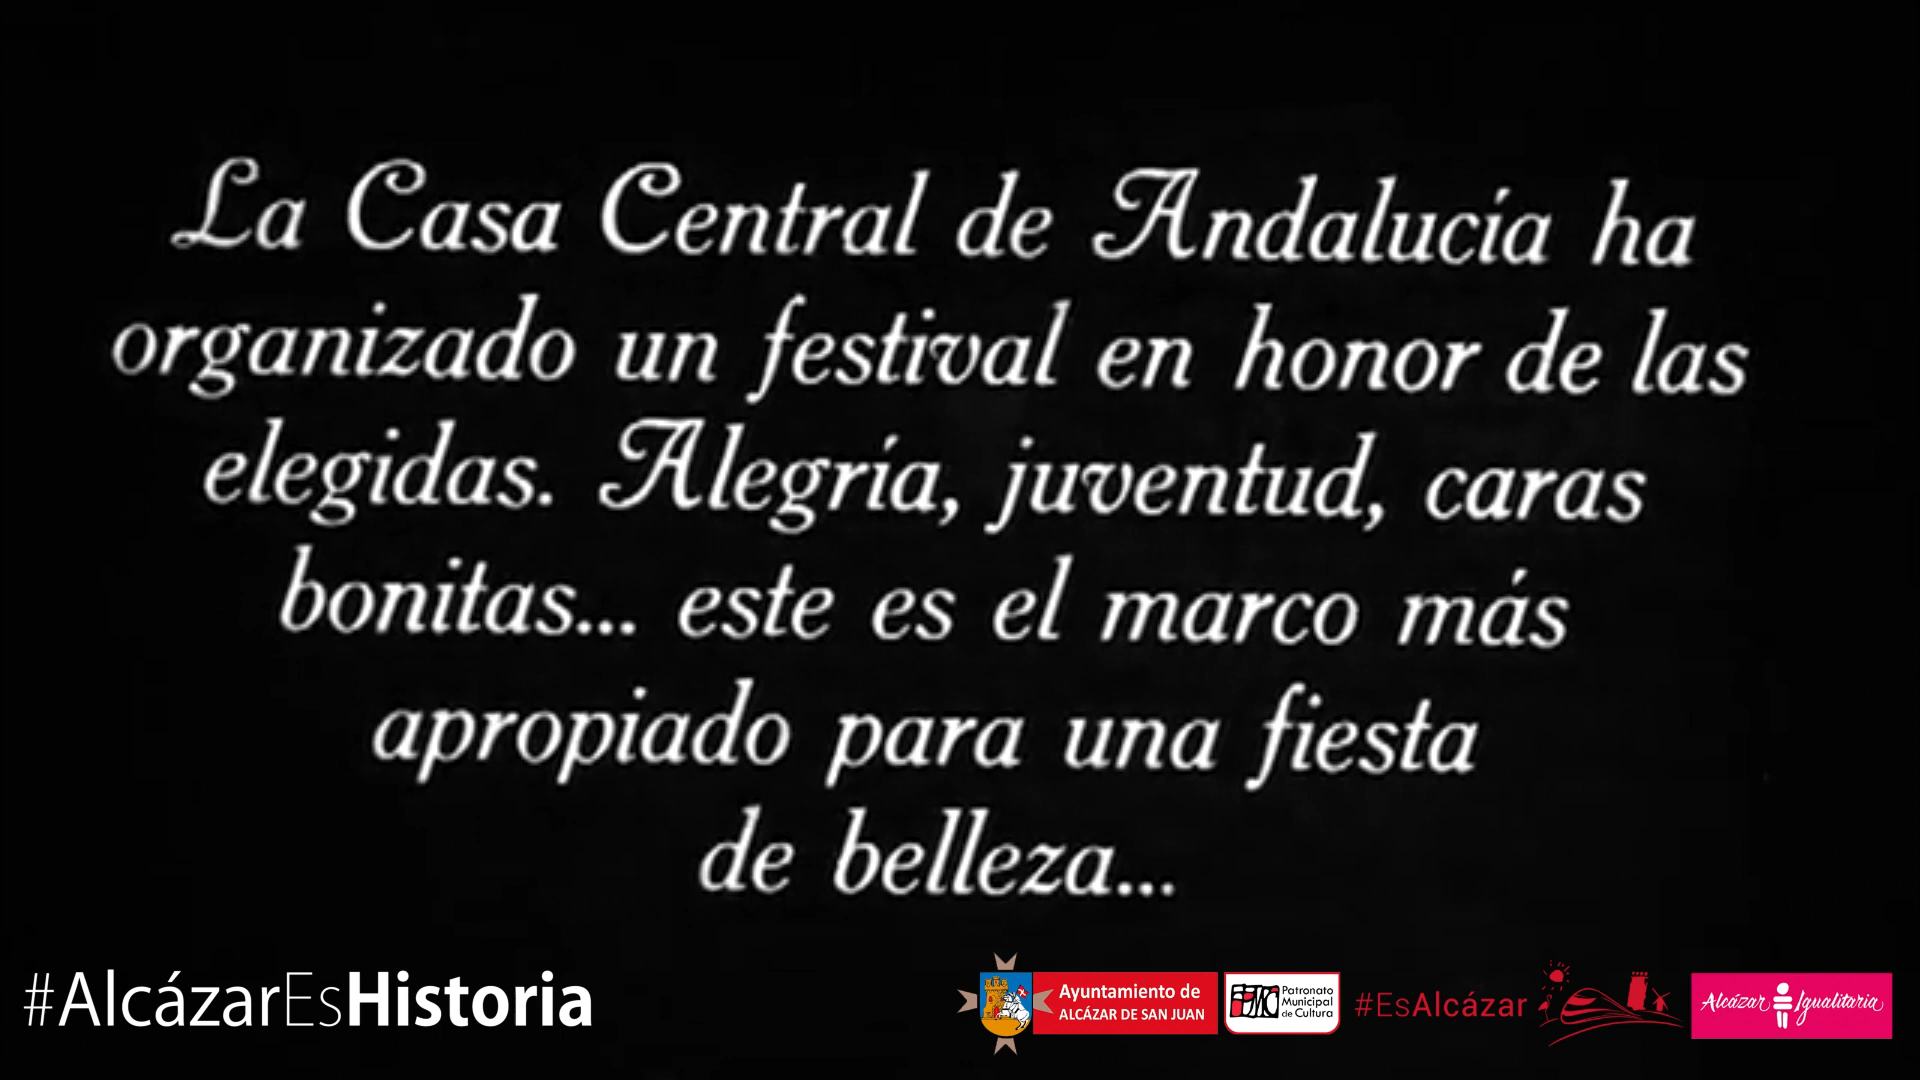 La Casa Central de Andalucía ha
organizado un festival en honor de las
elegidas. Alegría, juventud, caras
bonitas... este es el marco más
apropiado para una fiesta
de belleza...
#AlcázarEsHistoria
Ayuntamiento de
ALCÁZAR DE SAN JUAN
Patronato
Municipal
de Cultura
#EsAlcázar
Alcázar Igualitaria